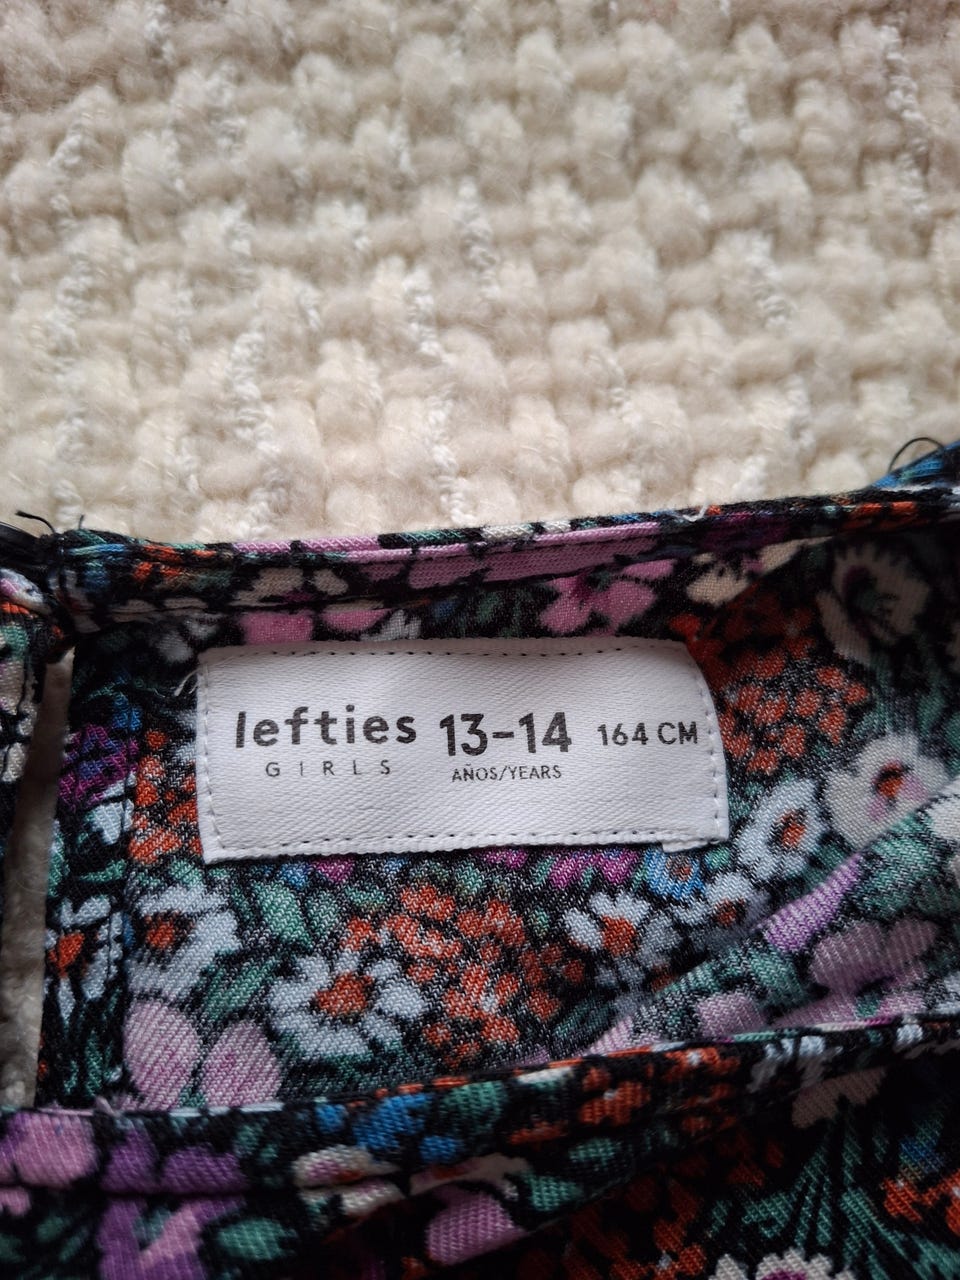 lefties 13-14 164 CM
GIRLS AÑOS/YEARS